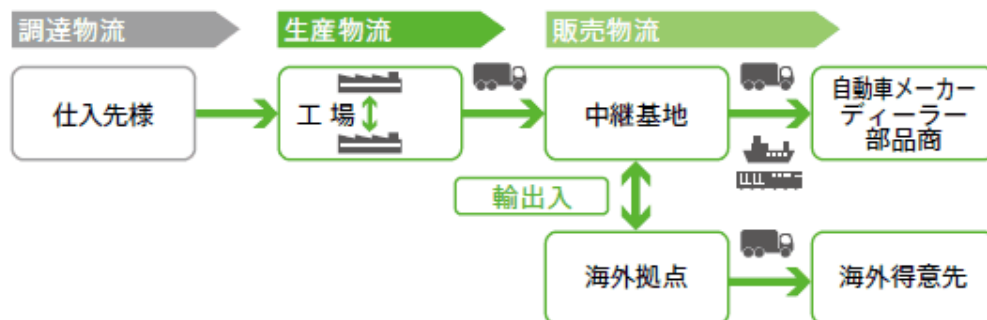 調達物流
生産物流
販売物流
仕入先様
工場
中継基地
自動車メーカー
ディーラー
部品商
輸出入
海外拠点
海外得意先